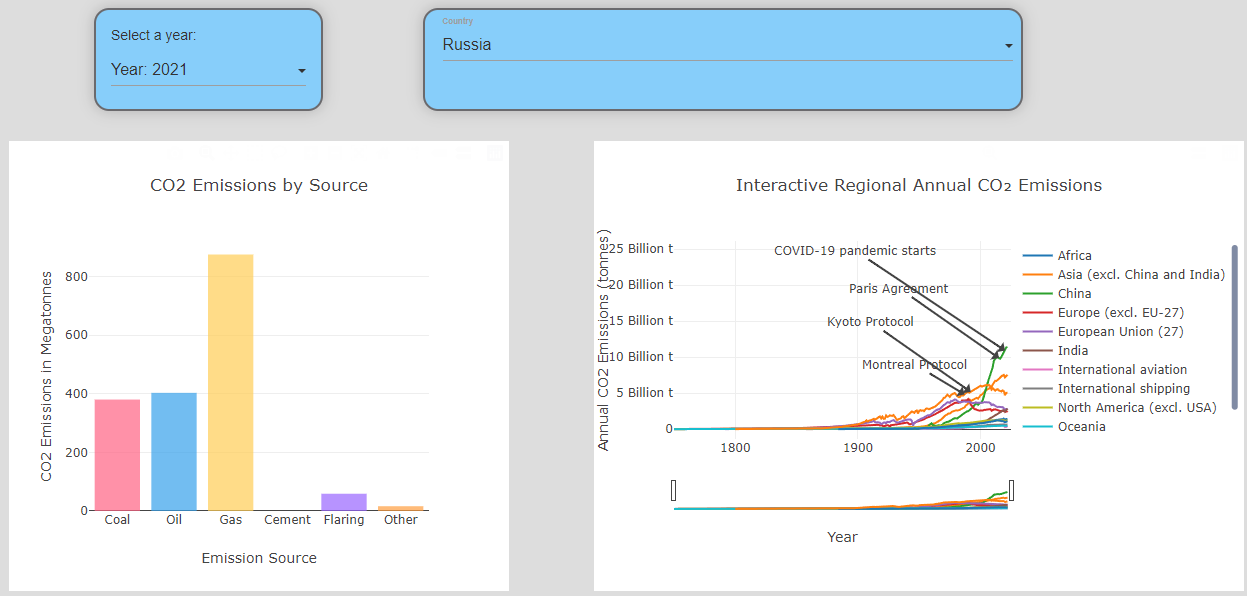 Select a year:
Year: 2021
Country
Russia
CO2 Emissions by Source
CO2 Emissions in Megatonnes
800
600
400
200
0
Coal Oil Gas Cement Flaring Other
Emission Source
Interactive Regional Annual CO₂ Emissions
Annual CO2 Emissions (tonnes)
25 Billion t
20 Billion t
15 Billion t
10 Billion t
5 Billion t
0
COVID-19 pandemic starts
Paris Agreement
Kyoto Protocol
Montreal Protocol
1800 1900 2000
Year
Africa
Asia (excl. China and India)
China
Europe (excl. EU-27)
European Union (27)
India
International aviation
International shipping
North America (excl. USA)
Oceania